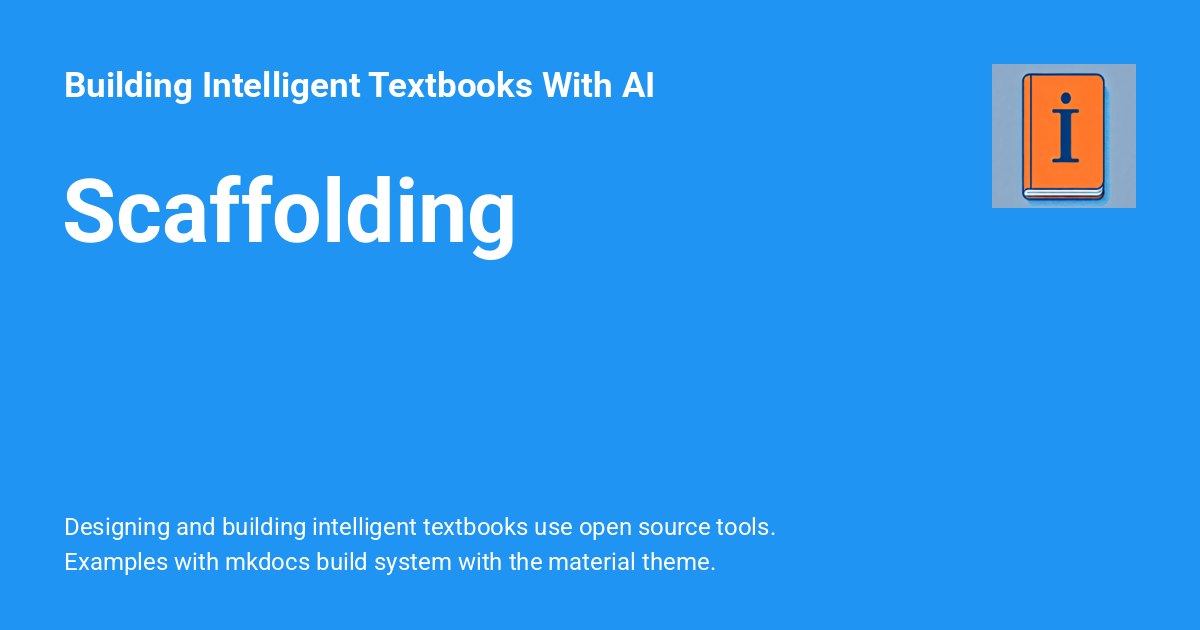 Building Intelligent Textbooks With AI
i
Scaffolding
Designing and building intelligent textbooks use open source tools.
Examples with mkdocs build system with the material theme.